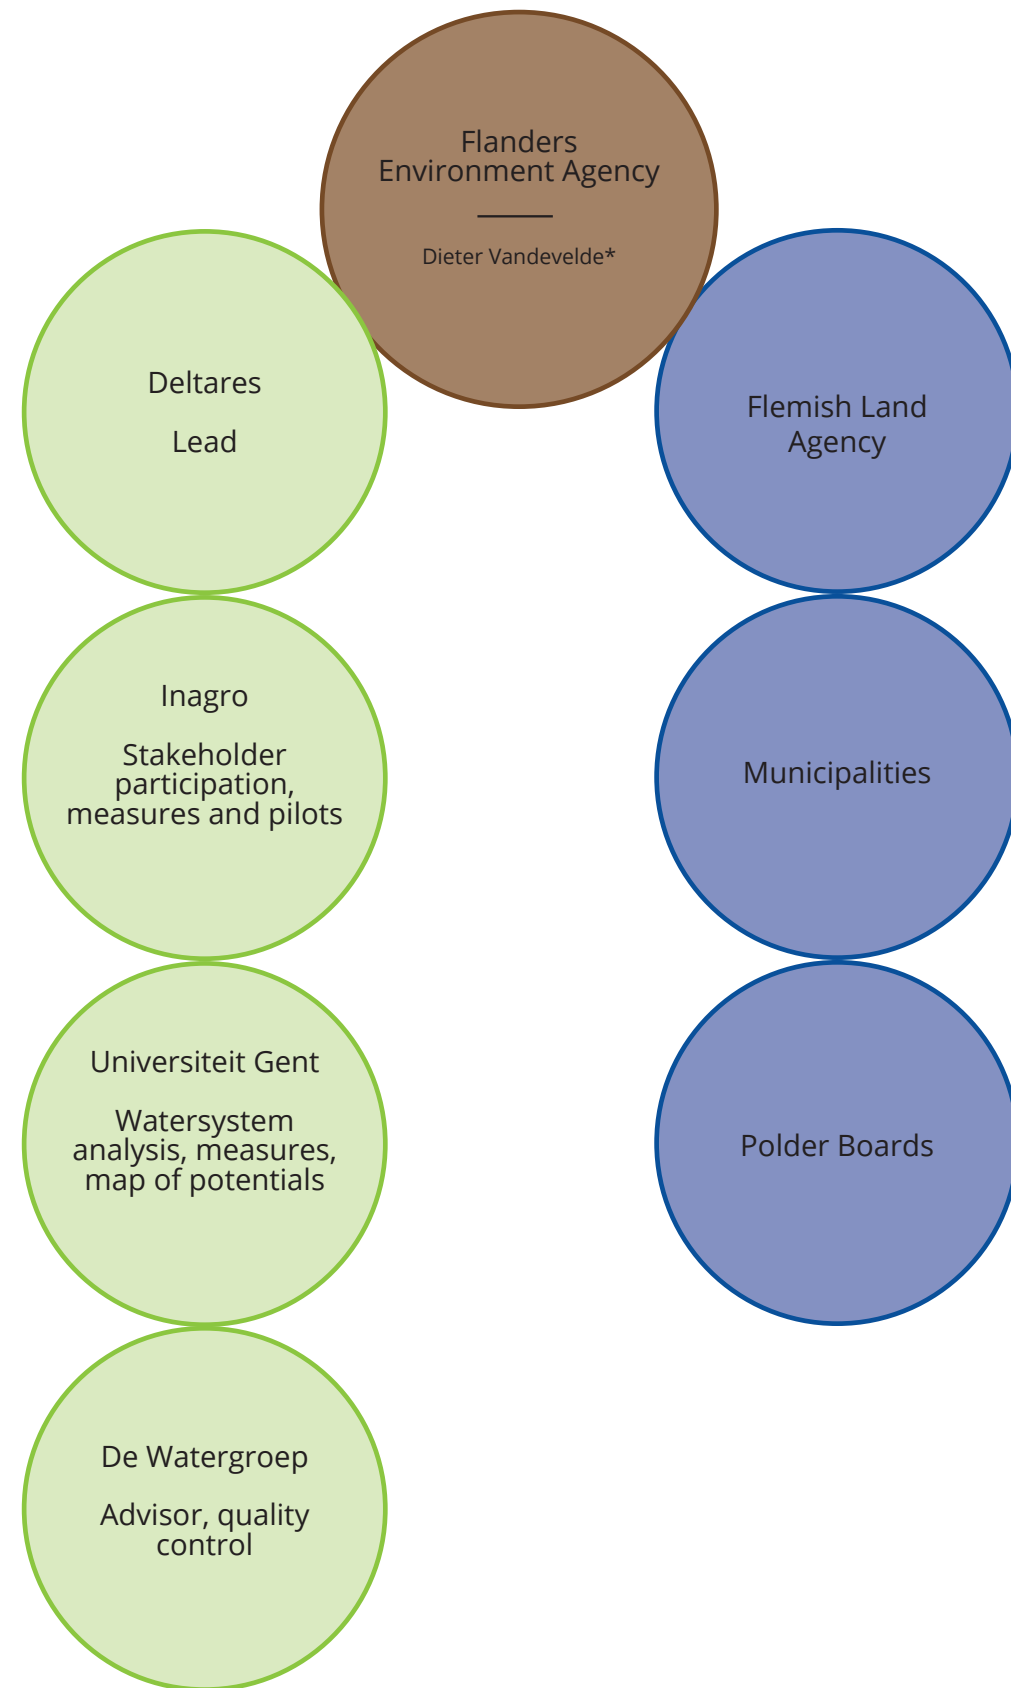 Flanders
Environment Agency
Dieter Vandevelde*
Deltares
Lead
Flemish Land
Agency
Inagro
Stakeholder
participation,
measures and pilots
Municipalities
Universiteit Gent
Watersystem
analysis, measures,
map of potentials
Polder Boards
De Watergroep
Advisor, quality
control